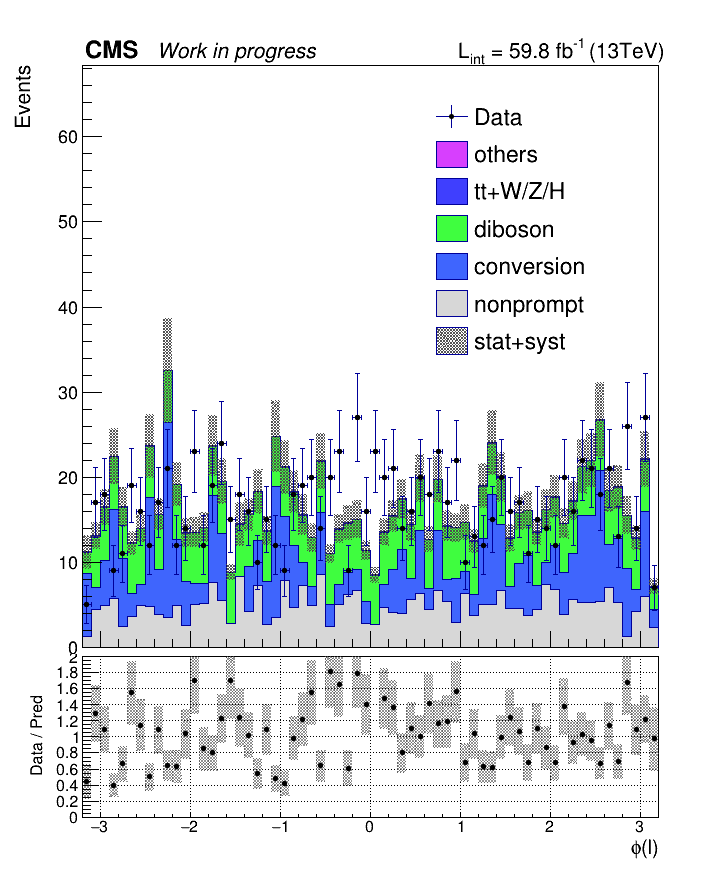 CMS Work in progress L_int = 59.8 fb^-1 (13TeV)
Events
60
50
40
30
20
10
0
Data
others
tt+W/Z/H
diboson
conversion
nonprompt
stat+syst
Data / Pred
2
1.8
1.6
1.4
1.2
1
0.8
0.6
0.4
0.2
0
−3 −2 −1 0 1 2 3
ϕ(l)